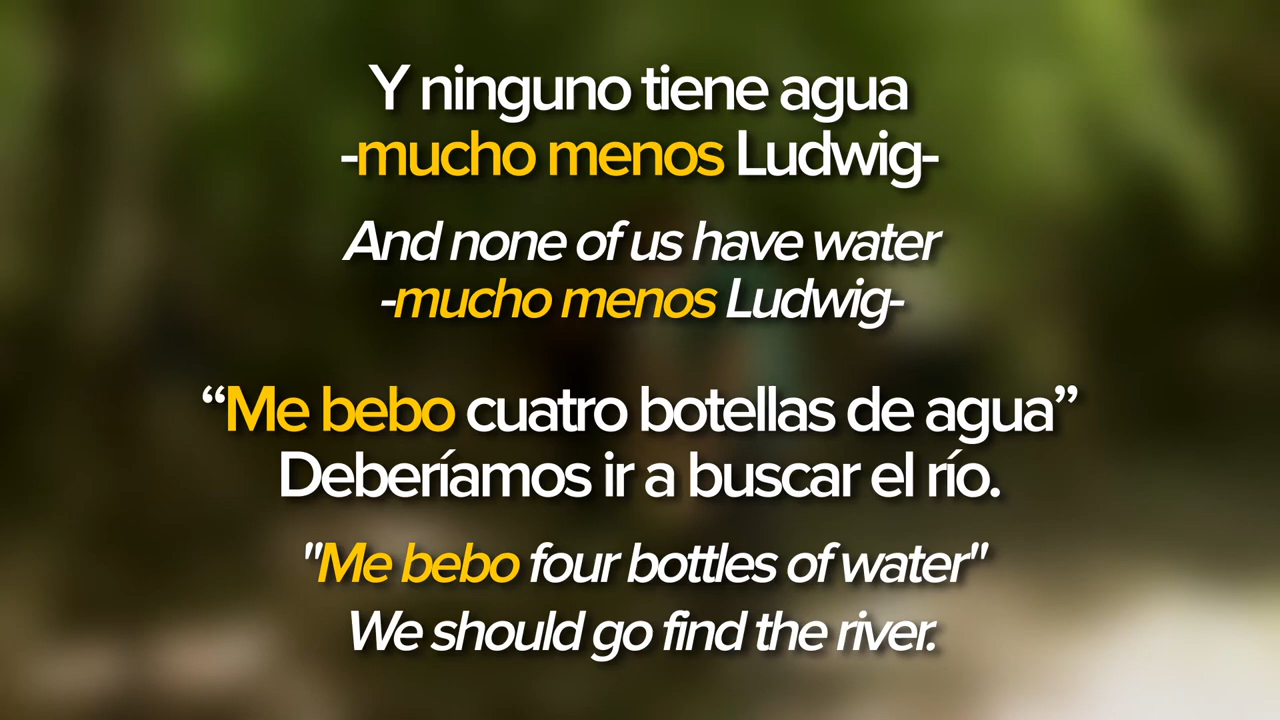 Y ninguno tiene agua
-mucho menos Ludwig-
And none of us have water
-mucho menos Ludwig-
“Me bebo cuatro botellas de agua”
Deberíamos ir a buscar el río.
"Me bebo four bottles of water"
We should go find the river.